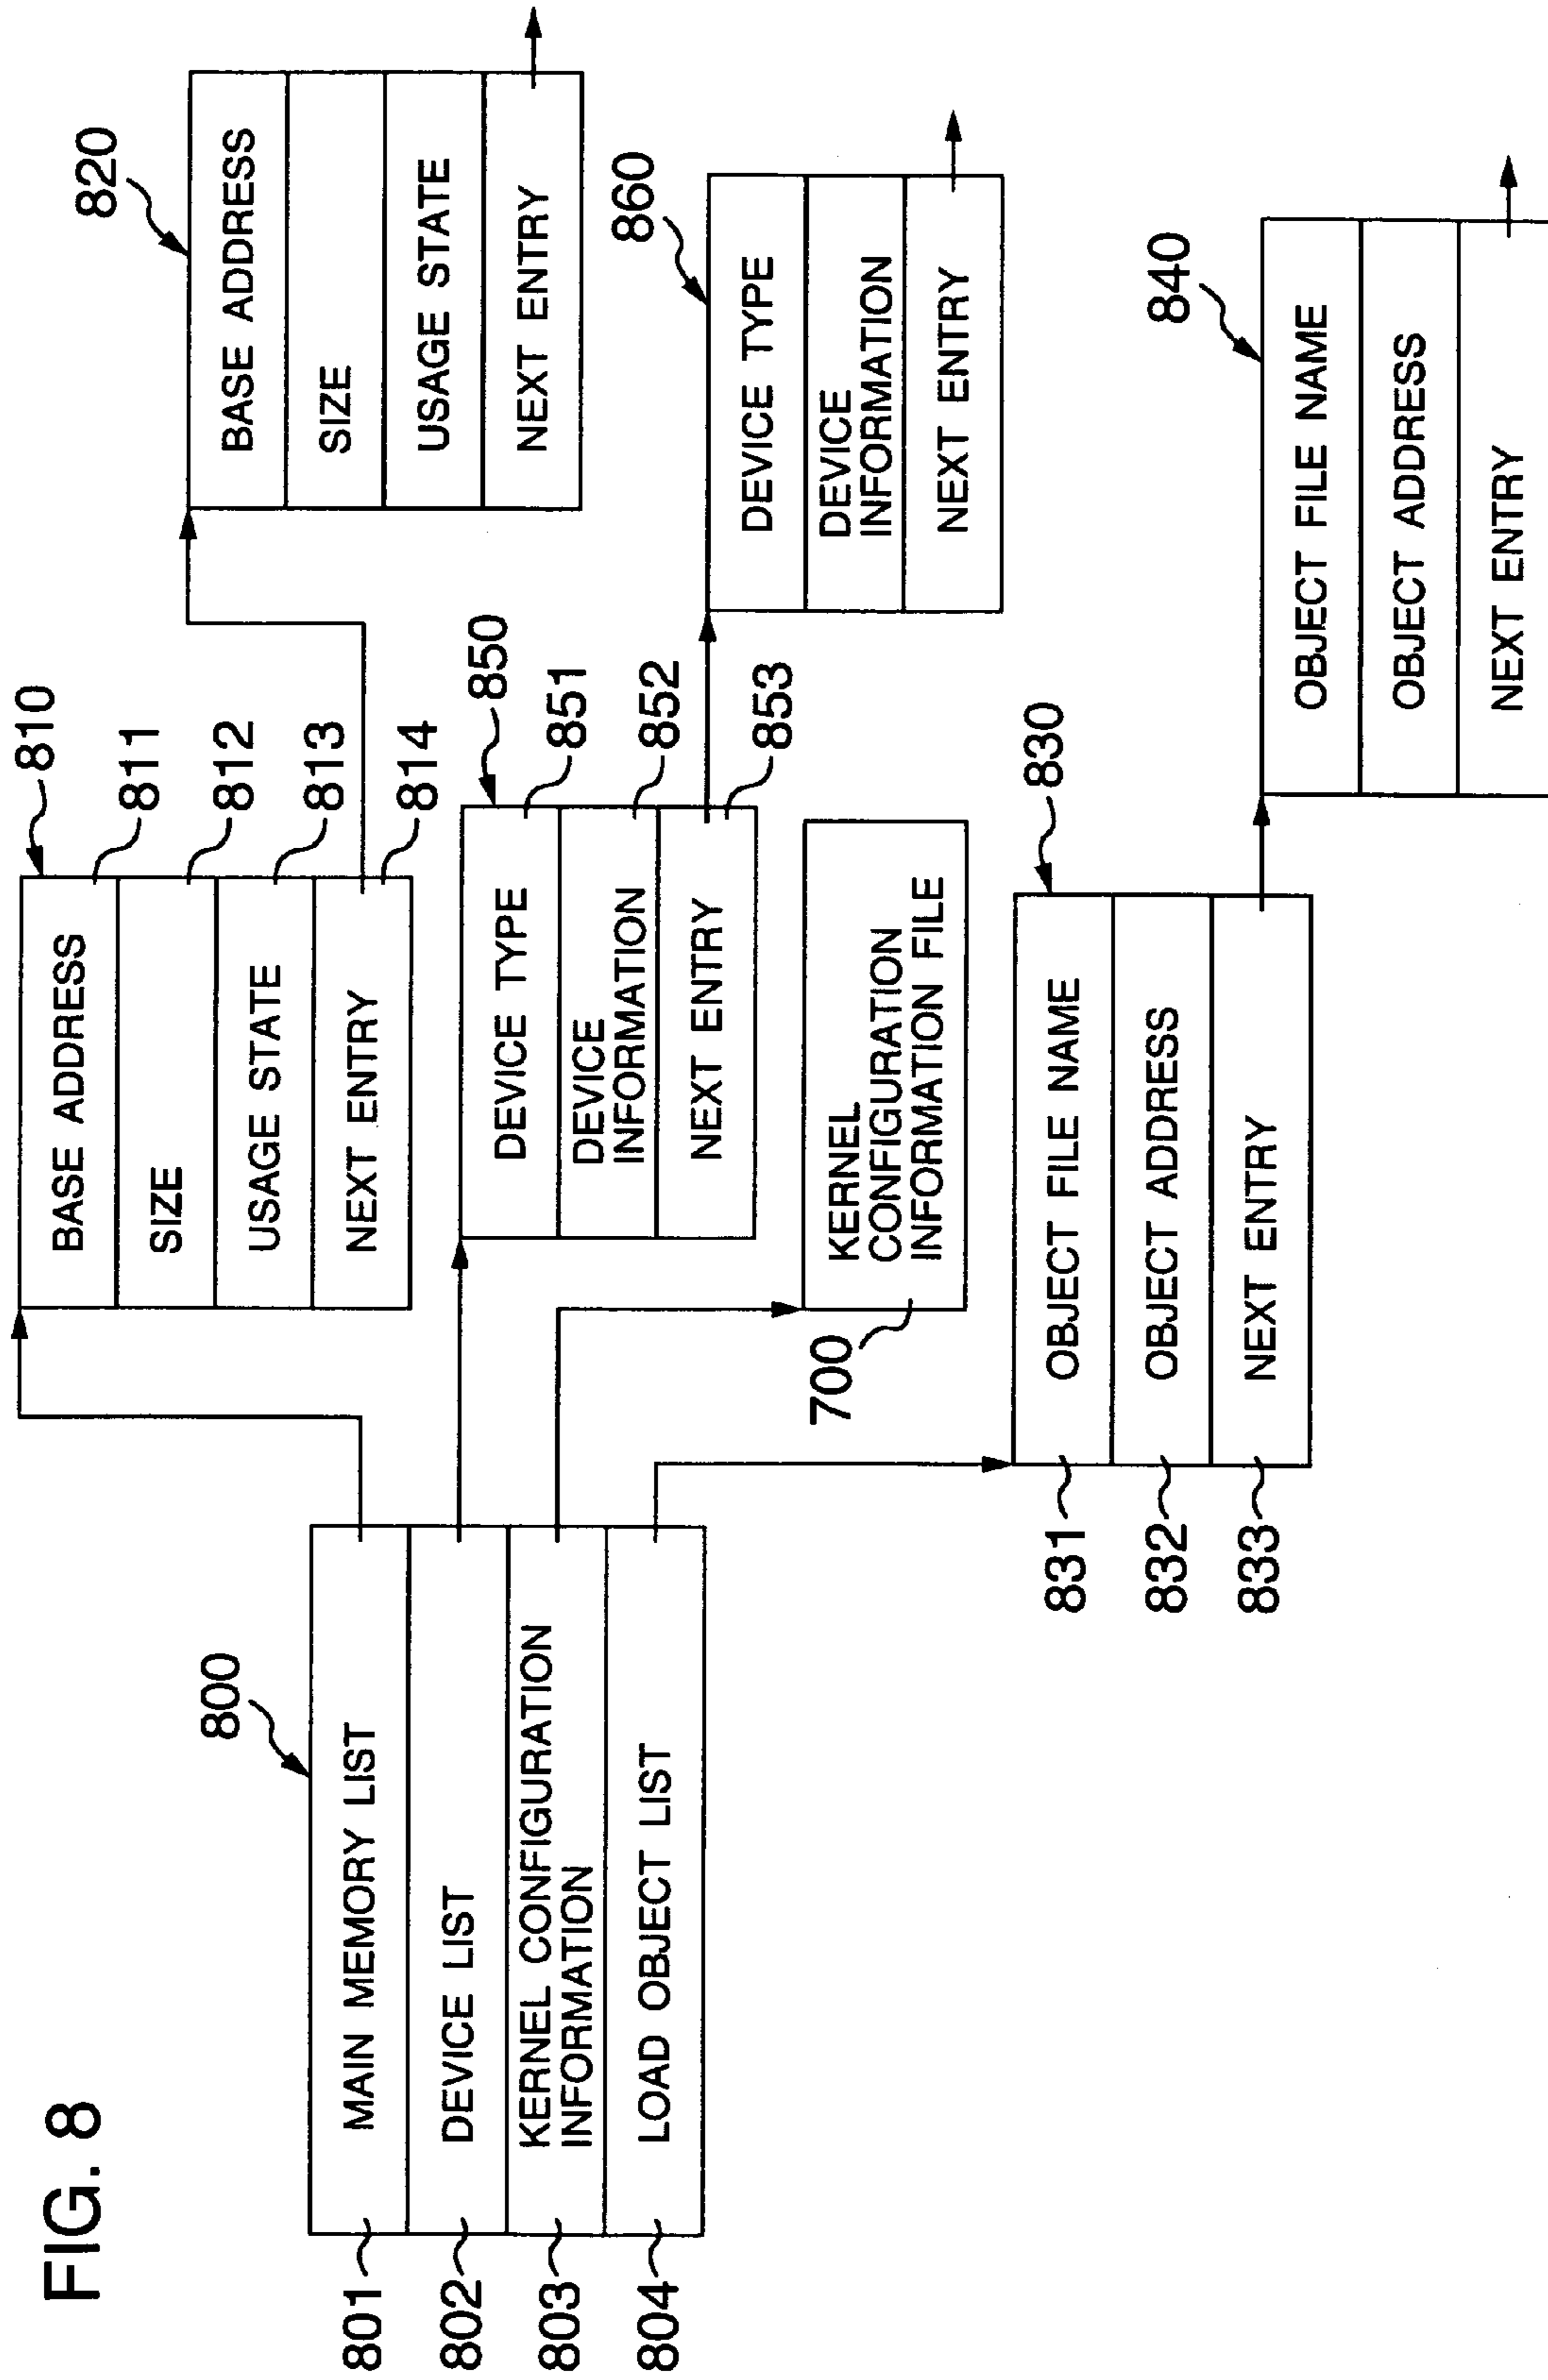 FIG. 8
800
801
MAIN MEMORY LIST
802
DEVICE LIST
803
KERNEL CONFIGURATION
INFORMATION
804
LOAD OBJECT LIST
810
BASE ADDRESS
811
SIZE
812
USAGE STATE
813
NEXT ENTRY
814
820
BASE ADDRESS
SIZE
USAGE STATE
NEXT ENTRY
850
DEVICE TYPE
851
DEVICE
INFORMATION
852
NEXT ENTRY
853
860
DEVICE TYPE
DEVICE
INFORMATION
NEXT ENTRY
KERNEL
CONFIGURATION
INFORMATION FILE
700
830
831
OBJECT FILE NAME
832
OBJECT ADDRESS
833
NEXT ENTRY
840
OBJECT FILE NAME
OBJECT ADDRESS
NEXT ENTRY